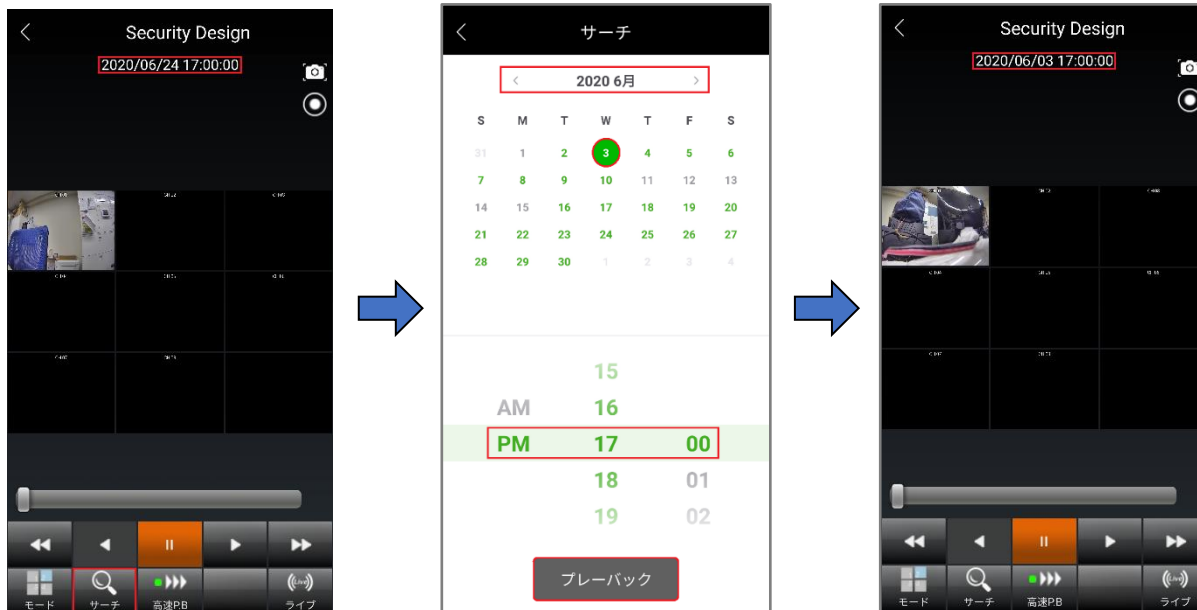 Security Design
2020/06/24 17:00:00
CH 02
モード
サーチ
高速P.B
(Live)
ライブ
サーチ
2020 6月
S M T W T F S
31 1 2 3 4 5 6
7 8 9 10 11 12 13
14 15 16 17 18 19 20
21 22 23 24 25 26 27
28 29 30 1 2 3 4
15
AM 16
PM 17 00
18 01
19 02
プレーバック
Security Design
2020/06/03 17:00:00
モード
サーチ
高速P.B
(Live)
ライブ